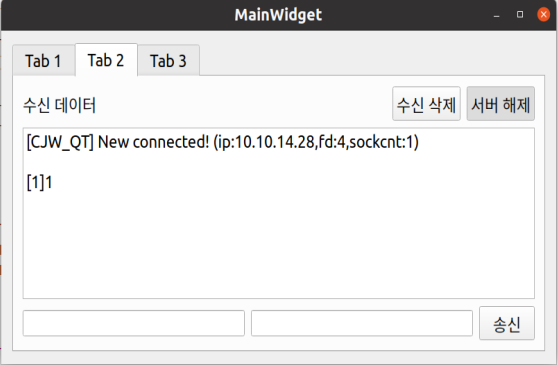 MainWidget
Tab 1 Tab 2 Tab 3
수신 데이터 수신 삭제 서버 해제
[CJW_QT] New connected! (ip:10.10.14.28,fd:4,sockcnt:1)
[1]1
송신